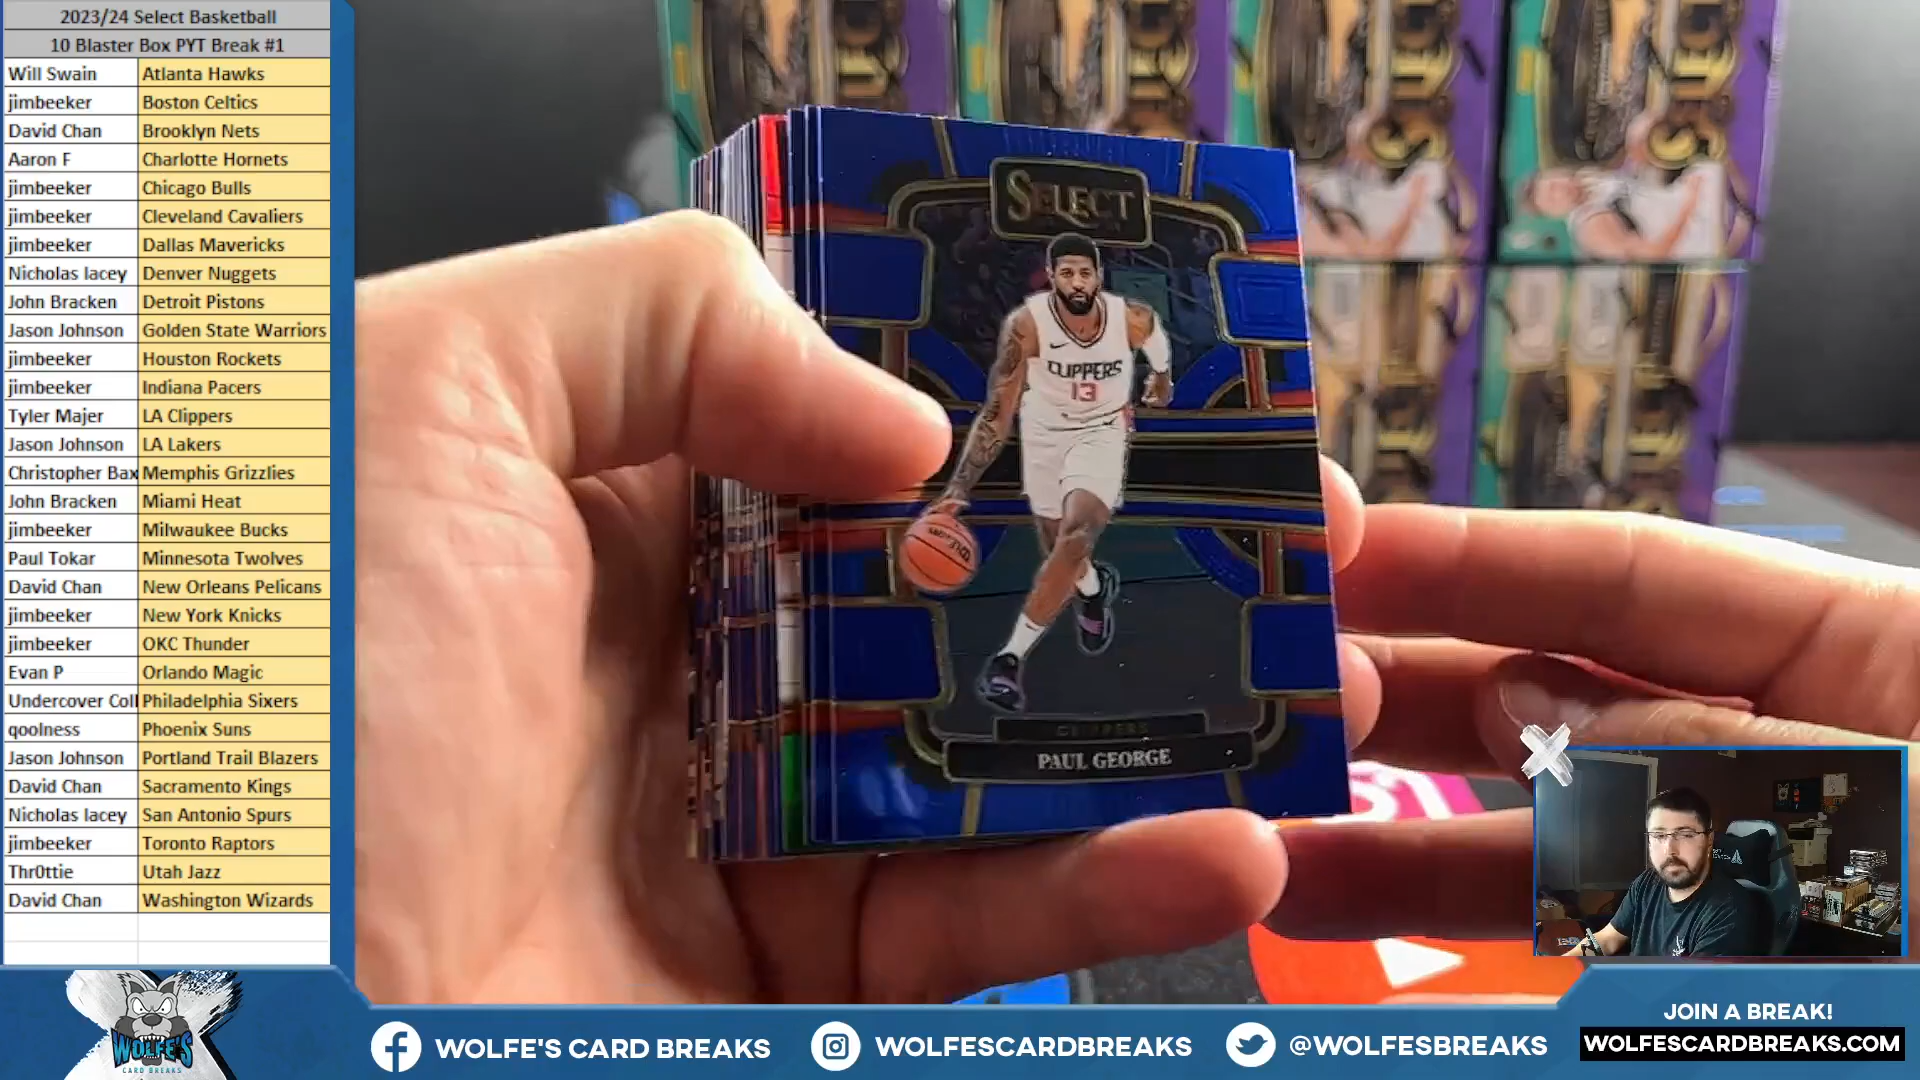 2023/24 Select Basketball
10 Blaster Box PYT Break #1
Will Swain Atlanta Hawks
jimbeeker Boston Celtics
David Chan Brooklyn Nets
Aaron F Charlotte Hornets
jimbeeker Chicago Bulls
jimbeeker Cleveland Cavaliers
jimbeeker Dallas Mavericks
Nicholas lacey Denver Nuggets
John Bracken Detroit Pistons
Jason Johnson Golden State Warriors
jimbeeker Houston Rockets
jimbeeker Indiana Pacers
Tyler Majer LA Clippers
Jason Johnson LA Lakers
Christopher Bax Memphis Grizzlies
John Bracken Miami Heat
jimbeeker Milwaukee Bucks
Paul Tokar Minnesota Twolves
David Chan New Orleans Pelicans
jimbeeker New York Knicks
jimbeeker OKC Thunder
Evan P Orlando Magic
Undercover Coll Philadelphia Sixers
qoolness Phoenix Suns
Jason Johnson Portland Trail Blazers
David Chan Sacramento Kings
Nicholas lacey San Antonio Spurs
jimbeeker Toronto Raptors
Thr0ttie Utah Jazz
David Chan Washington Wizards
SELECT
CLIPPERS
13
CLIPPERS
PAUL GEORGE
WOLFE'S
CARD BREAKS
WOLFE'S CARD BREAKS
WOLFESCARDBREAKS
@WOLFESBREAKS
JOIN A BREAK!
WOLFESCARDBREAKS.COM